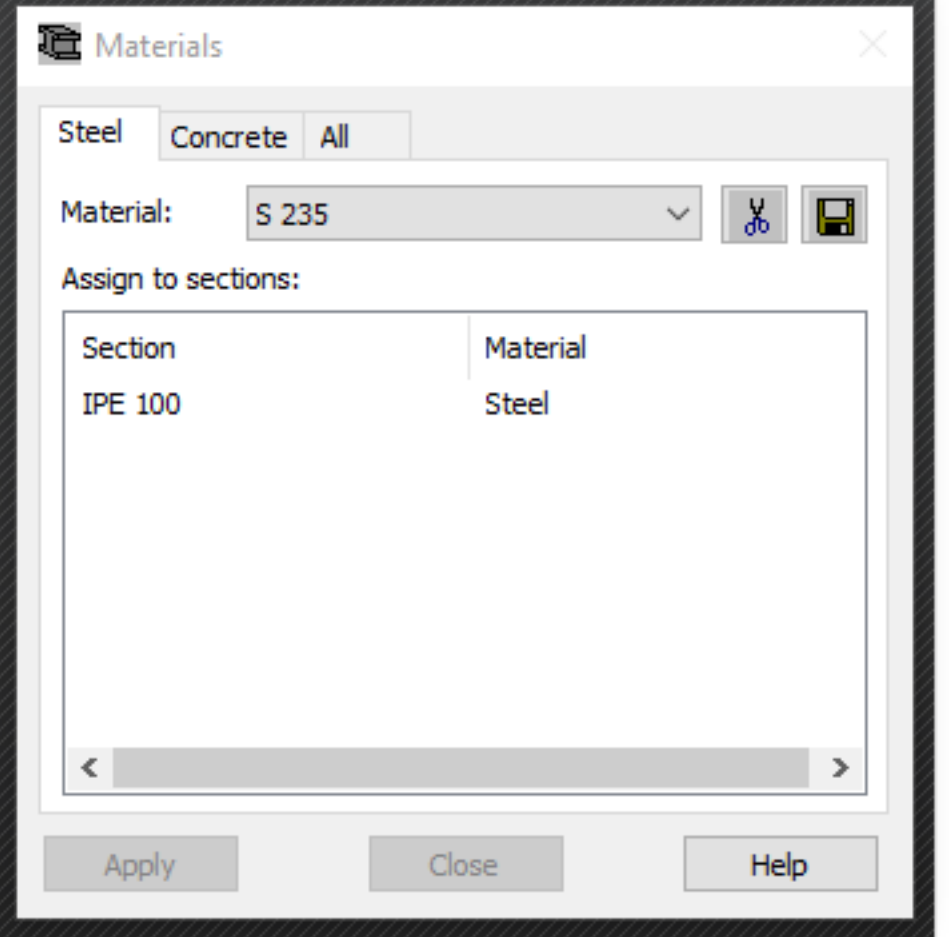 Materials
Steel Concrete All
Material: S 235
Assign to sections:
Section Material
IPE 100 Steel
Apply Close Help